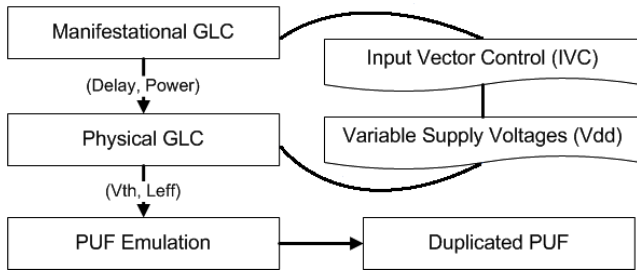 Manifestational GLC
Input Vector Control (IVC)
(Delay, Power)
Physical GLC
Variable Supply Voltages (Vdd)
(Vth, Leff)
PUF Emulation
Duplicated PUF